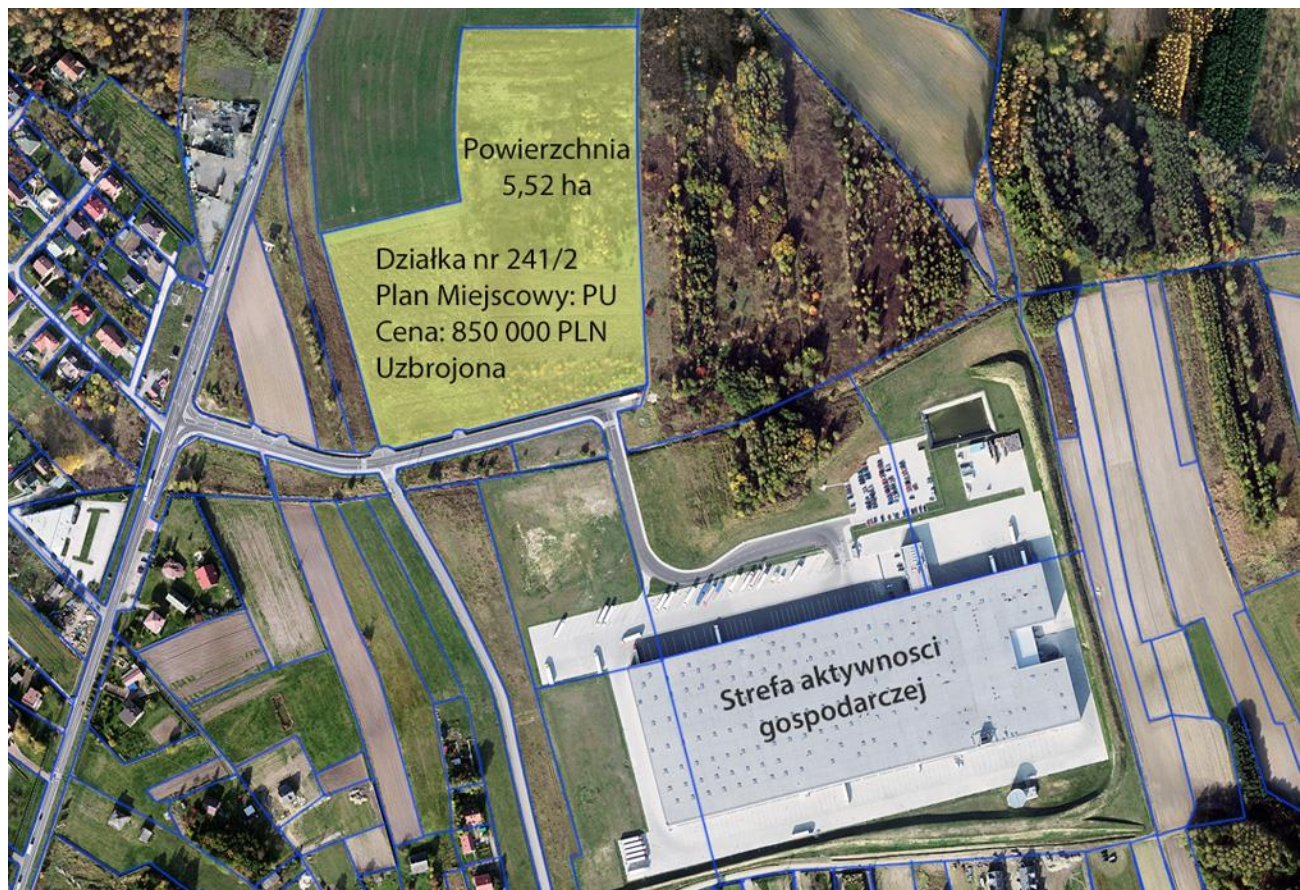 Powierzchnia
5,52 ha
Działka nr 241/2
Plan Miejscowy: PU
Cena: 850 000 PLN
Uzbrojona
Strefa aktywnosci
gospodarczej